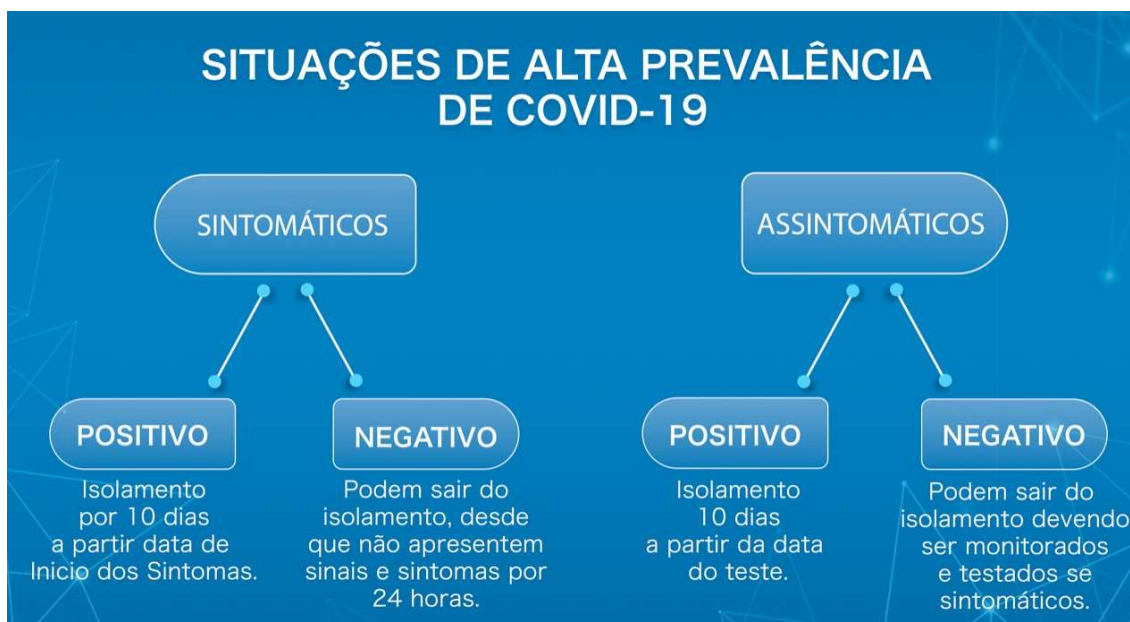 SITUAÇÕES DE ALTA PREVALÊNCIA
DE COVID-19
SINTOMÁTICOS
ASSINTOMÁTICOS
POSITIVO
Isolamento
por 10 dias
a partir data de
Inicio dos Sintomas.
NEGATIVO
Podem sair do
isolamento, desde
que não apresentem
sinais e sintomas por
24 horas.
POSITIVO
Isolamento
10 dias
a partir da data
do teste.
NEGATIVO
Podem sair do
isolamento devendo
ser monitorados
e testados se
sintomáticos.